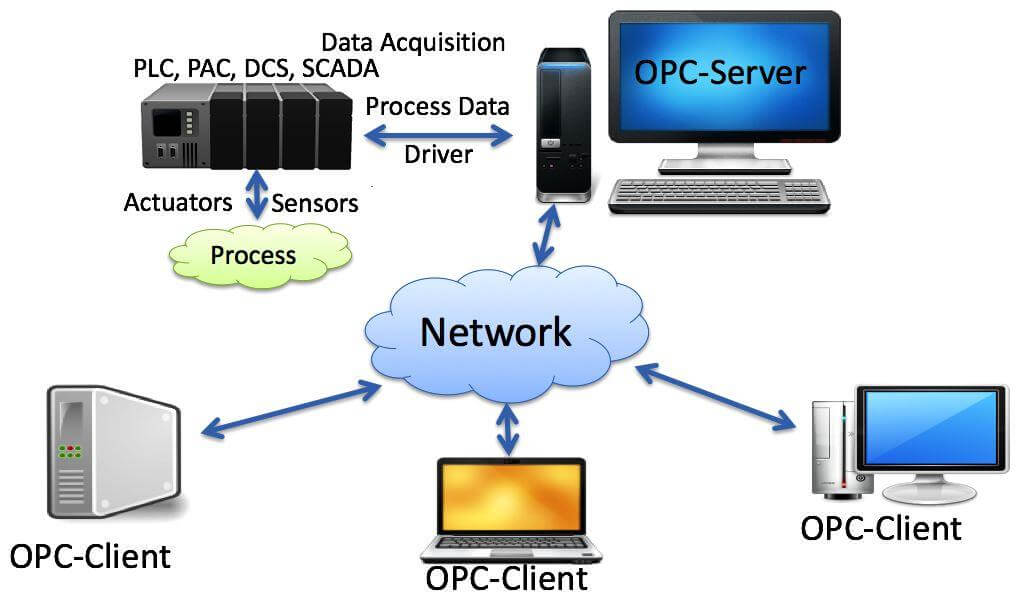 Data Acquisition
PLC, PAC, DCS, SCADA
OPC-Server
Process Data
Driver
Actuators
Sensors
Process
Network
OPC-Client
OPC-Client
OPC-Client